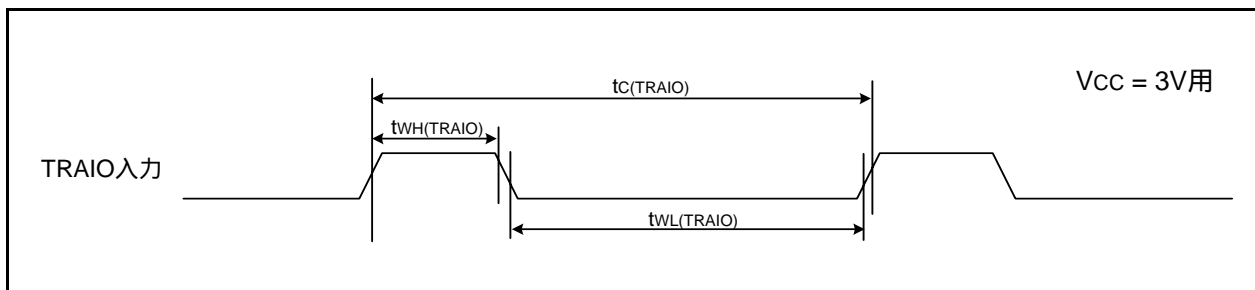 tC(TRAIO)
VCC = 3V用
tWH(TRAIO)
TRAIO入力
tWL(TRAIO)